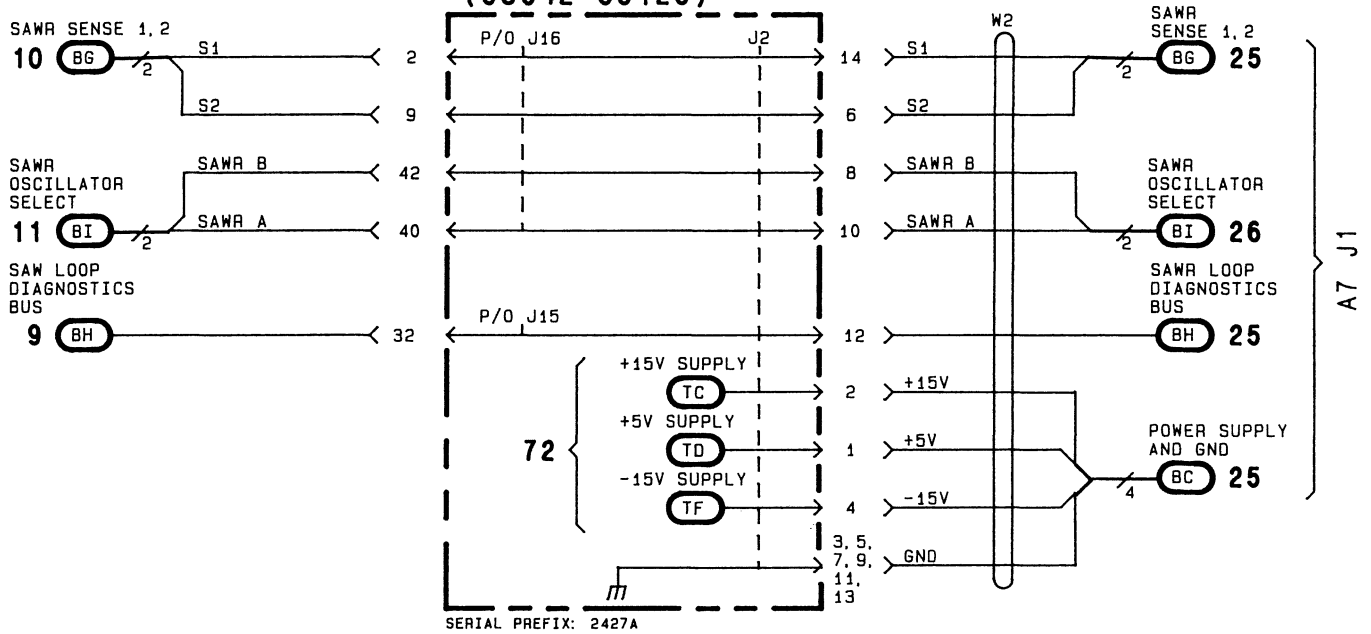 SAWR SENSE 1, 2
10 BG 2
S1
2
P/O J16
J2
14
S1
W2
SAWR
SENSE 1, 2
2
BG 25
S2
9
6
S2
SAWR
OSCILLATOR
SELECT
11 BI 2
SAWR B
42
8
SAWR B
SAWR
OSCILLATOR
SELECT
2
BI 26
SAWR A
40
10
SAWR A
A7 J1
SAW LOOP
DIAGNOSTICS
BUS
9 BH
32
P/O J15
12
SAWR LOOP
DIAGNOSTICS
BUS
BH 25
72
+15V SUPPLY
TC
2
+15V
+5V SUPPLY
TD
1
+5V
-15V SUPPLY
TF
4
-15V
POWER SUPPLY
AND GND
4
BC 25
3, 5,
7, 9,
11,
13
GND
SERIAL PREFIX: 2427A